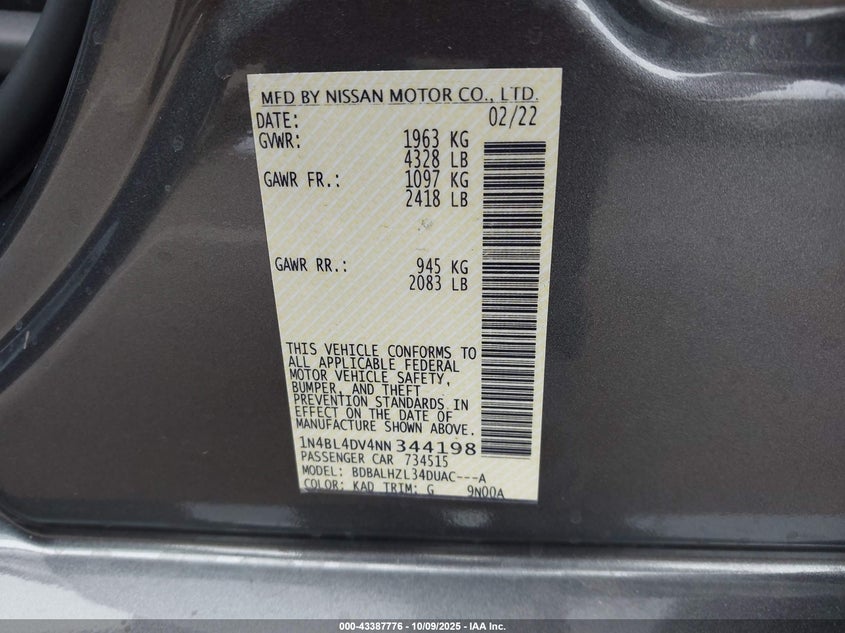 MFD BY NISSAN MOTOR CO., LTD.
DATE: 02/22
GVWR: 1963 KG
4328 LB
GAWR FR.: 1097 KG
2418 LB
GAWR RR.: 945 KG
2083 LB
THIS VEHICLE CONFORMS TO
ALL APPLICABLE FEDERAL
MOTOR VEHICLE SAFETY,
BUMPER, AND THEFT
PREVENTION STANDARDS IN
EFFECT ON THE DATE OF
MANUFACTURE SHOWN ABOVE.
1N4BL4DV4NN344198
PASSENGER CAR 734515
MODEL: BDBALHZL34DUAC---A
COLOR: KAD TRIM: G 9N00A
000-43387776 - 10/09/2025 - IAA Inc.